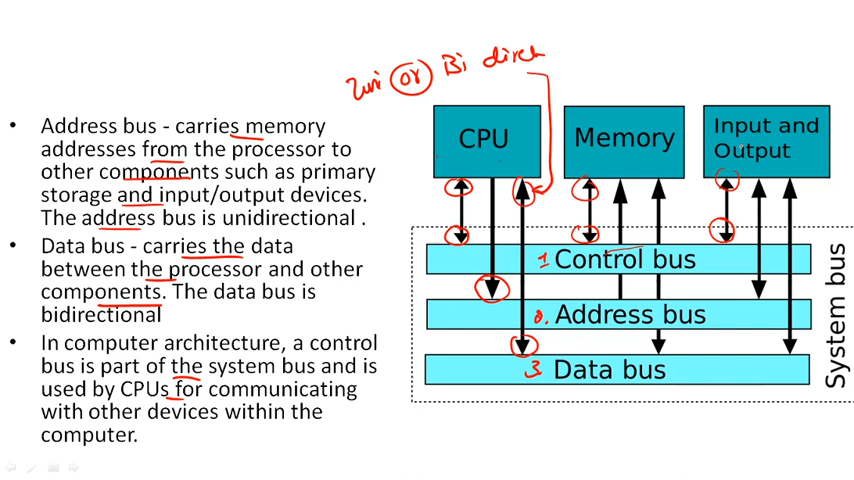 Uni or Bi direct
• Address bus - carries memory
addresses from the processor to
other components such as primary
storage and input/output devices.
The address bus is unidirectional .
• Data bus - carries the data
between the processor and other
components. The data bus is
bidirectional
• In computer architecture, a control
bus is part of the system bus and is
used by CPUs for communicating
with other devices within the
computer.
CPU
Memory
Input and
Output
1 Control bus
Address bus
3 Data bus
System bus